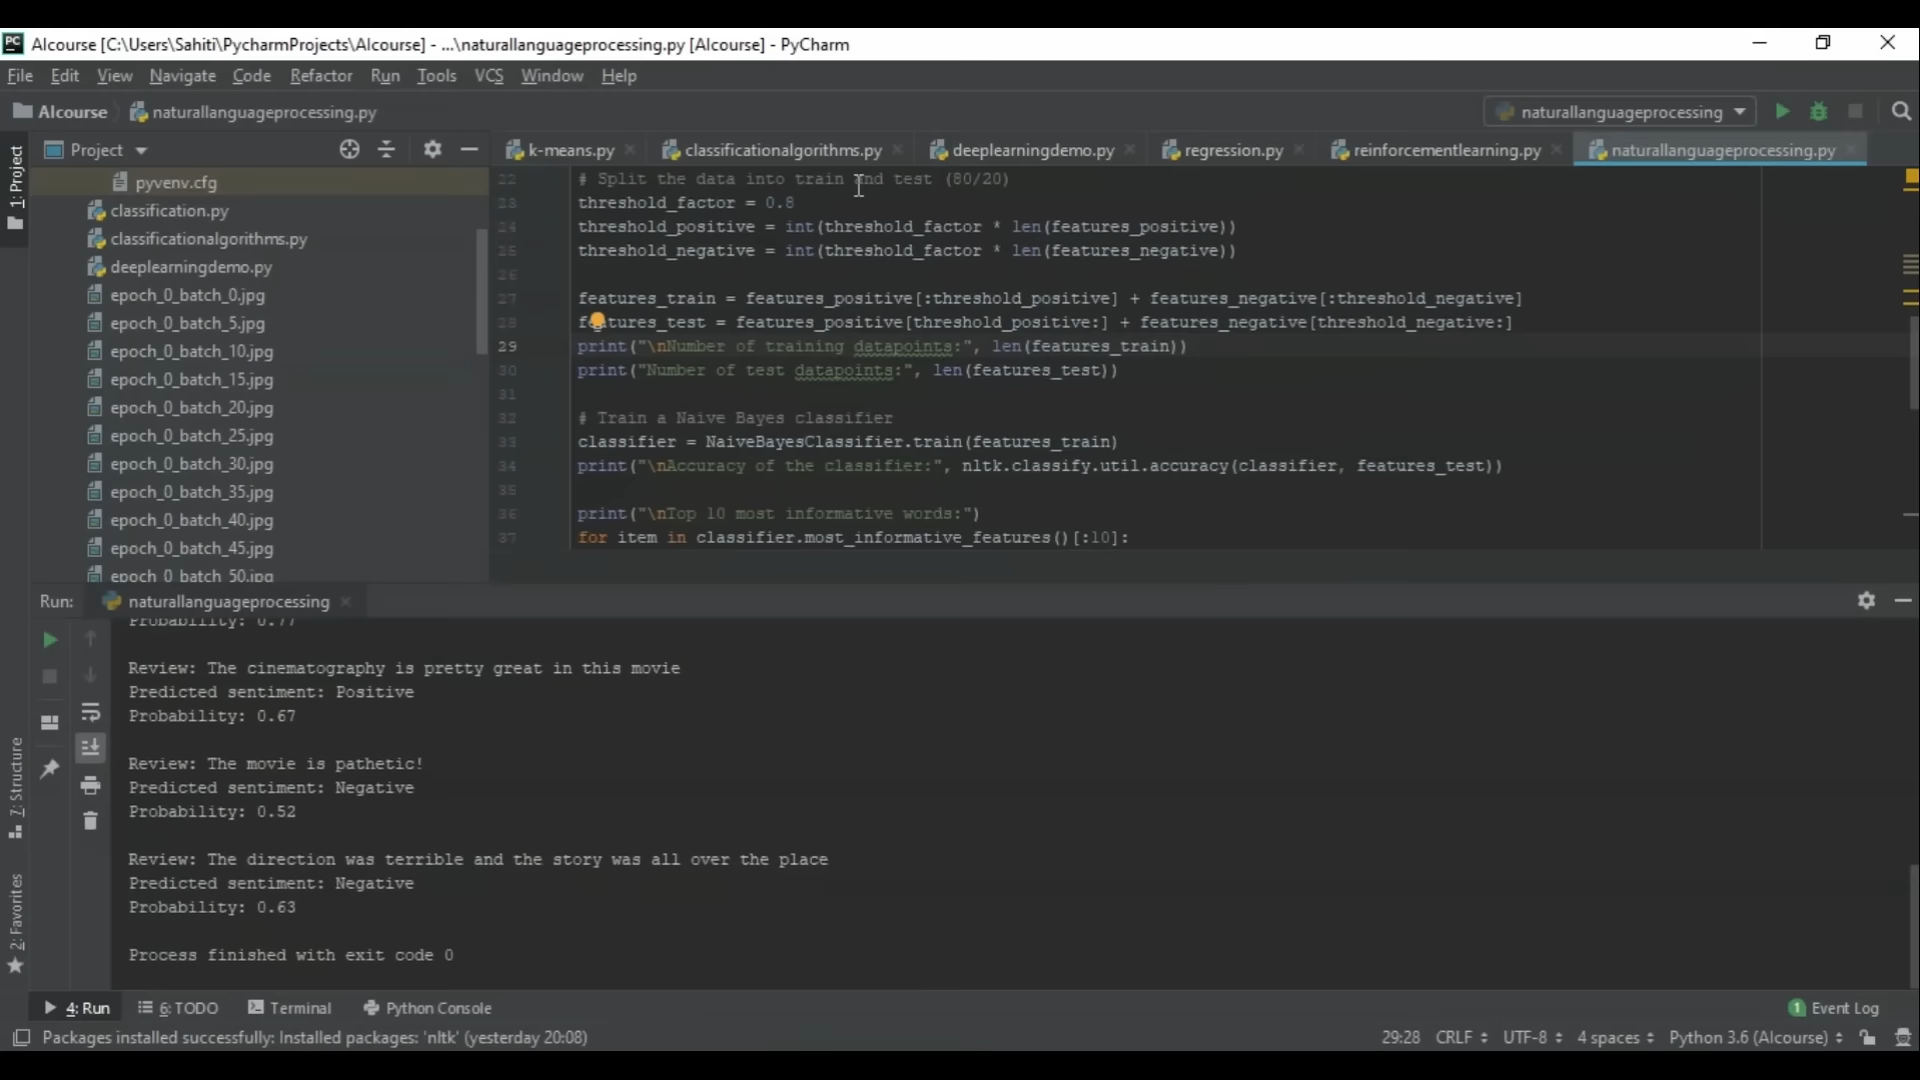 Alcourse [C:\Users\Sahiti\PycharmProjects\Alcourse] - ...\naturallanguageprocessing.py [Alcourse] - PyCharm
File Edit View Navigate Code Refactor Run Tools VCS Window Help
Alcourse naturallanguageprocessing.py
naturallanguageprocessing
1: Project
Project
k-means.py classificationalgorithms.py deeplearningdemo.py regression.py reinforcementlearning.py naturallanguageprocessing.py
pyvenv.cfg
classification.py
classificationalgorithms.py
deeplearningdemo.py
epoch_0_batch_0.jpg
epoch_0_batch_5.jpg
epoch_0_batch_10.jpg
epoch_0_batch_15.jpg
epoch_0_batch_20.jpg
epoch_0_batch_25.jpg
epoch_0_batch_30.jpg
epoch_0_batch_35.jpg
epoch_0_batch_40.jpg
epoch_0_batch_45.jpg
epoch_0_batch_50.jpg
22 # Split the data into train and test (80/20)
23 threshold_factor = 0.8
24 threshold_positive = int(threshold_factor * len(features_positive))
25 threshold_negative = int(threshold_factor * len(features_negative))
26
27 features_train = features_positive[:threshold_positive] + features_negative[:threshold_negative]
28 features_test = features_positive[threshold_positive:] + features_negative[threshold_negative:]
29 print("\nNumber of training datapoints:", len(features_train))
30 print("Number of test datapoints:", len(features_test))
31
32 # Train a Naive Bayes classifier
33 classifier = NaiveBayesClassifier.train(features_train)
34 print("\nAccuracy of the classifier:", nltk.classify.util.accuracy(classifier, features_test))
35
36 print("\nTop 10 most informative words:")
37 for item in classifier.most_informative_features()[:10]:
Run: naturallanguageprocessing
Probability: 0.77
Review: The cinematography is pretty great in this movie
Predicted sentiment: Positive
Probability: 0.67
Review: The movie is pathetic!
Predicted sentiment: Negative
Probability: 0.52
Review: The direction was terrible and the story was all over the place
Predicted sentiment: Negative
Probability: 0.63
Process finished with exit code 0
7: Structure
2: Favorites
4: Run 6: TODO Terminal Python Console
1 Event Log
Packages installed successfully: Installed packages: 'nltk' (yesterday 20:08)
29:28 CRLF UTF-8 4 spaces Python 3.6 (Alcourse)